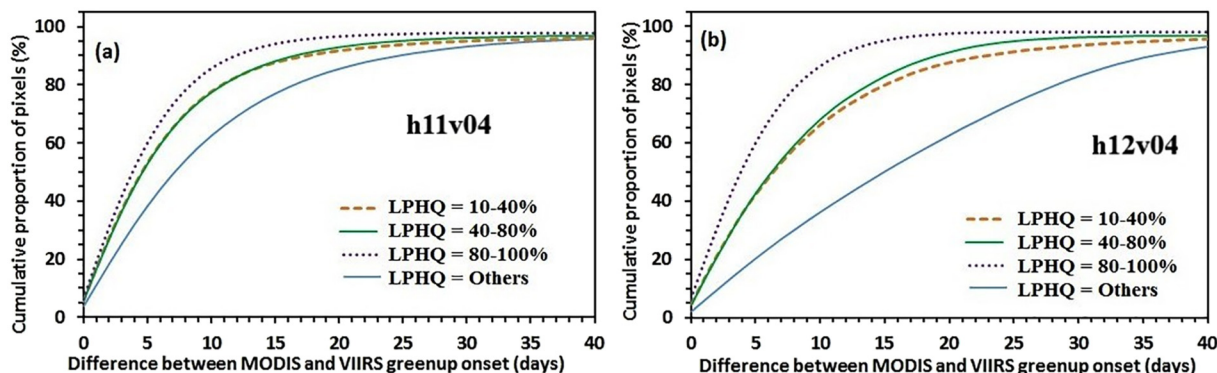 Cumulative proportion of pixels (%)
100
80
60
40
20
0
(a)
h11v04
LPHQ = 10-40%
LPHQ = 40-80%
LPHQ = 80-100%
LPHQ = Others
0 5 10 15 20 25 30 35 40
Difference between MODIS and VIIRS greenup onset (days)
Cumulative proportion of pixels (%)
100
80
60
40
20
0
(b)
h12v04
LPHQ = 10-40%
LPHQ = 40-80%
LPHQ = 80-100%
LPHQ = Others
0 5 10 15 20 25 30 35 40
Difference between MODIS and VIIRS greenup onset (days)